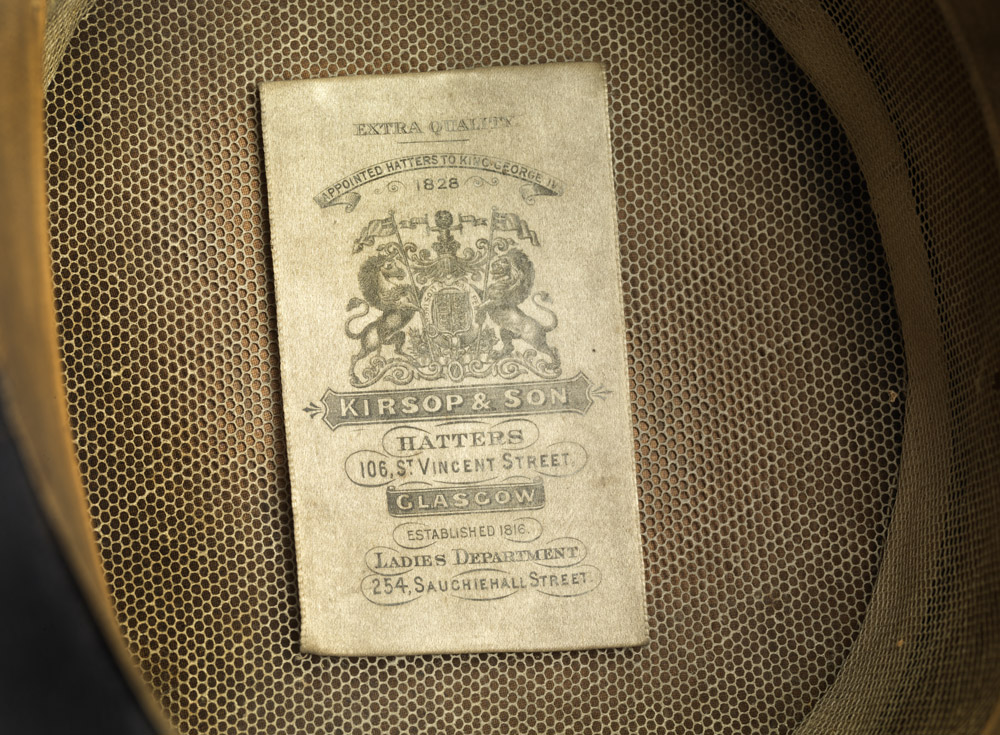 EXTRA QUALITY
APPOINTED HATTERS TO KING GEORGE IV
1828
KIRSOP & SON
HATTERS
106, ST VINCENT STREET.
GLASGOW
ESTABLISHED 1816.
LADIES DEPARTMENT
254, SAUCHIEHALL STREET.